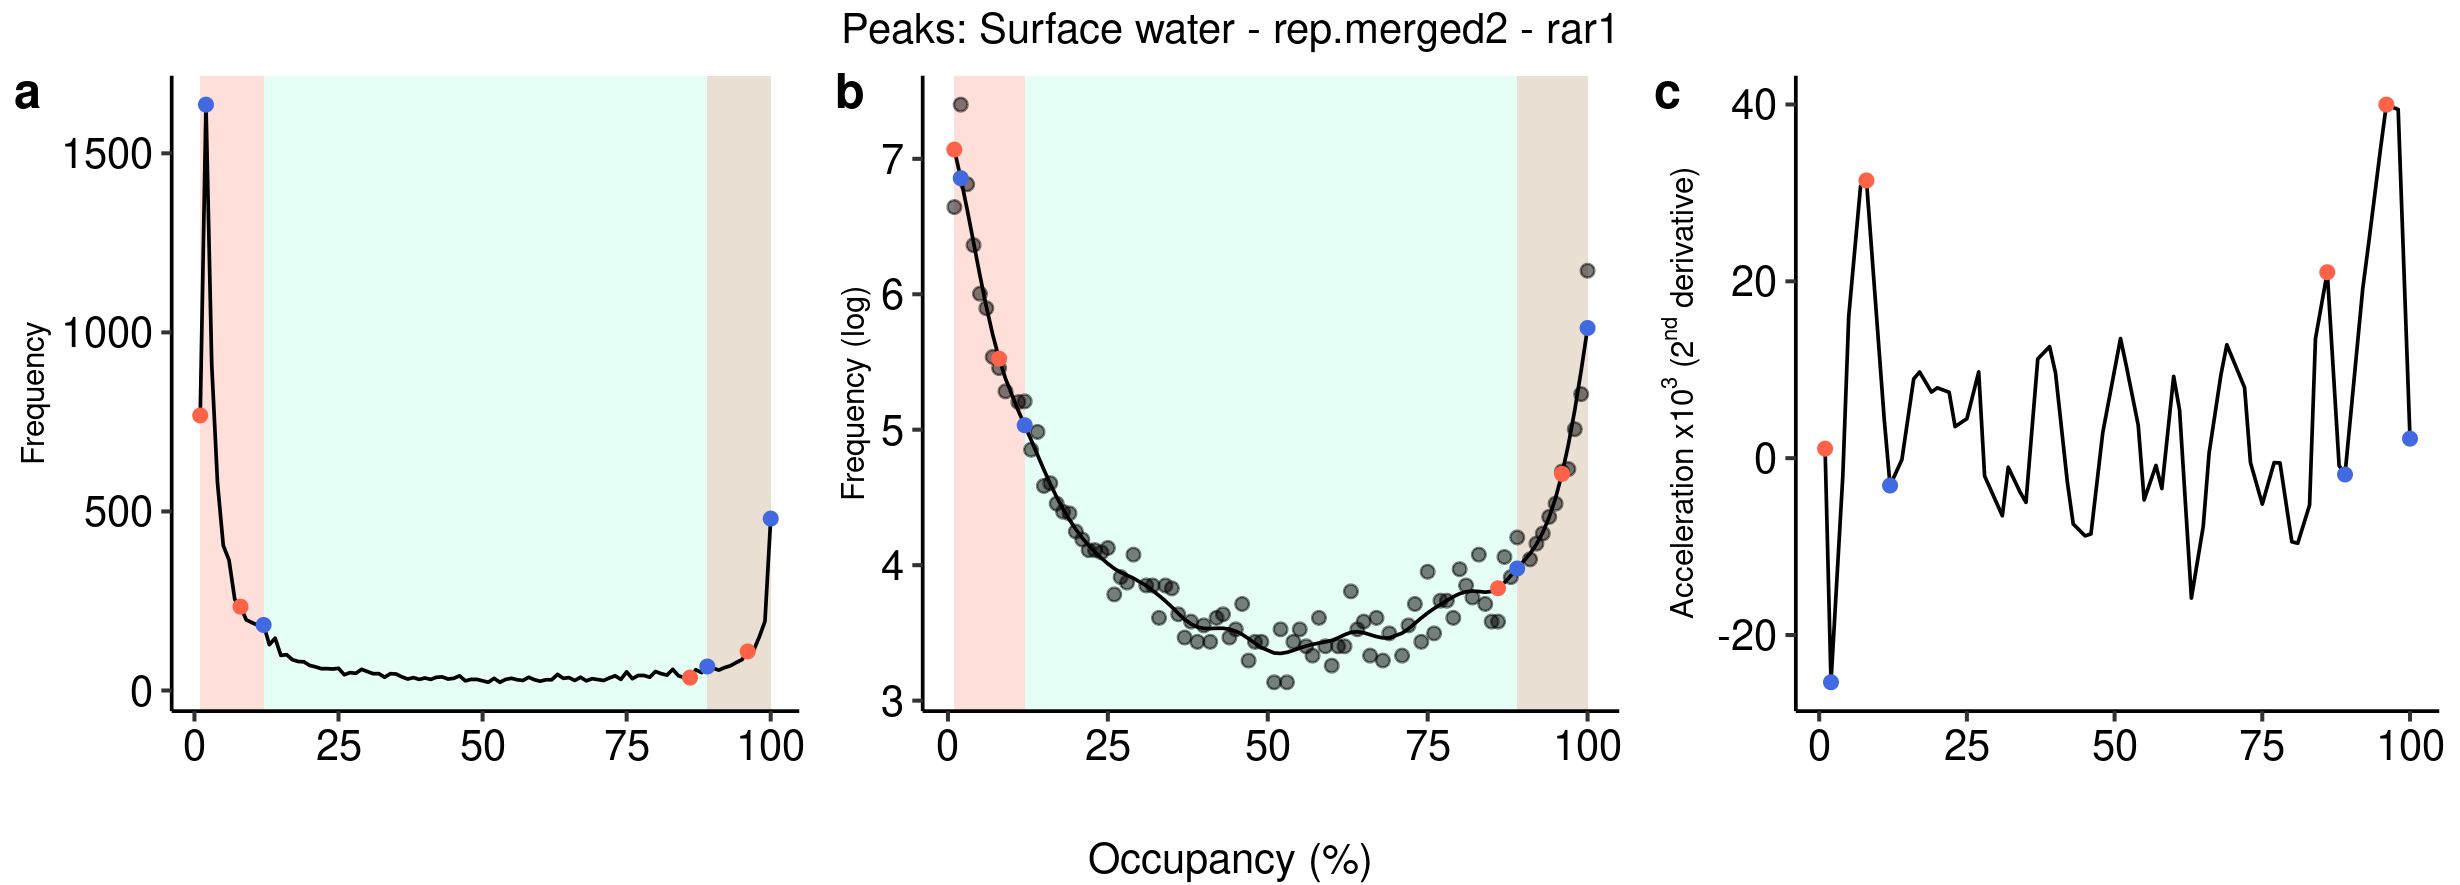 Peaks: Surface water - rep.merged2 - rar1
a
Frequency
1500
1000
500
0
0 25 50 75 100
b
Frequency (log)
7
6
5
4
3
0 25 50 75 100
c
Acceleration x10³ (2ⁿᵈ derivative)
40
20
0
-20
0 25 50 75 100
Occupancy (%)